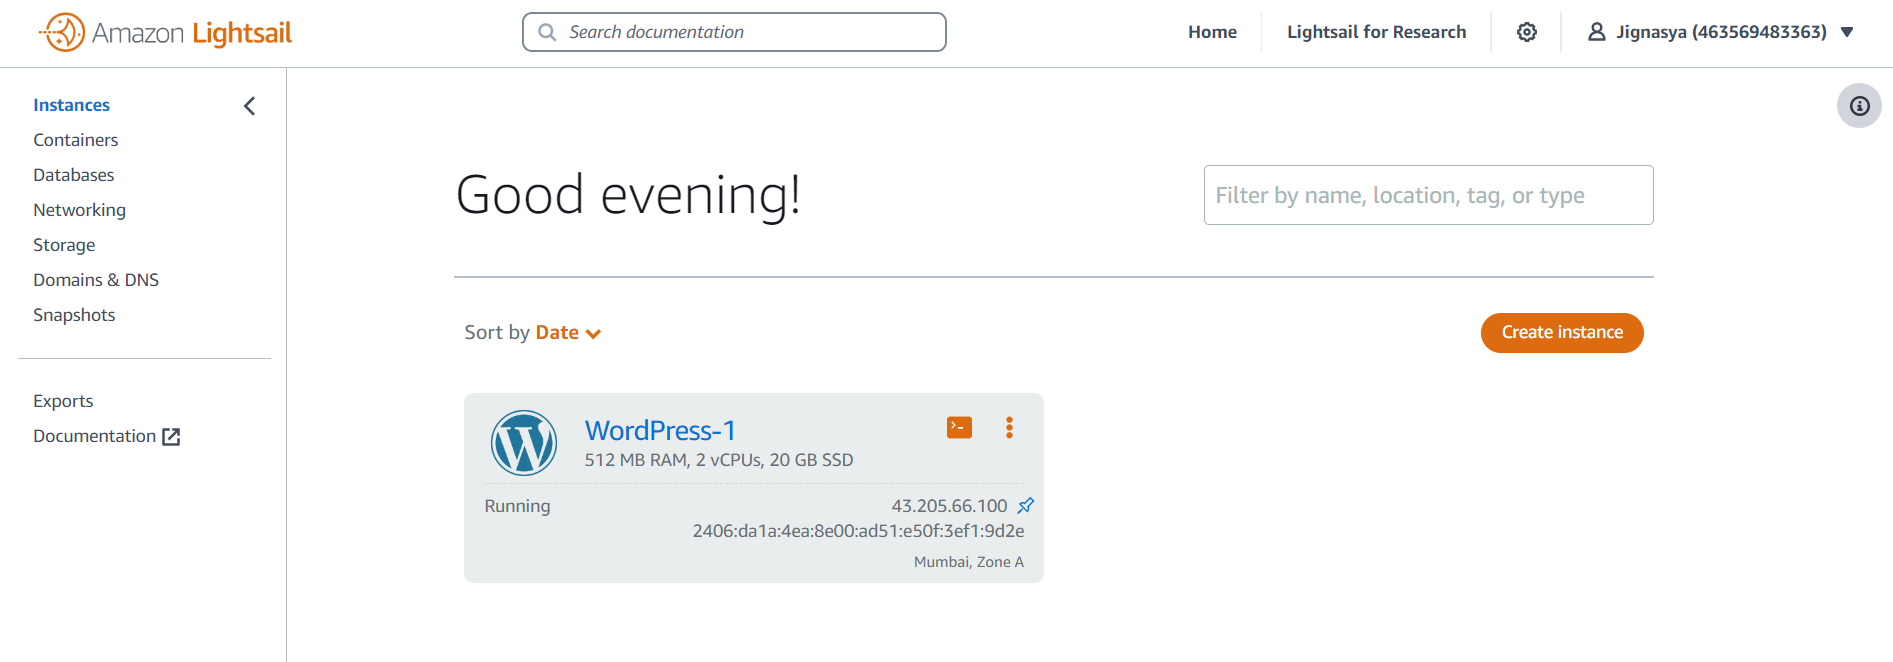 Amazon Lightsail
Search documentation
Home
Lightsail for Research
Jignasya (463569483363)
Instances
Containers
Databases
Networking
Storage
Domains & DNS
Snapshots
Exports
Documentation
Good evening!
Filter by name, location, tag, or type
Sort by Date
Create instance
WordPress-1
512 MB RAM, 2 vCPUs, 20 GB SSD
Running
43.205.66.100
2406:da1a:4ea:8e00:ad51:e50f:3ef1:9d2e
Mumbai, Zone A